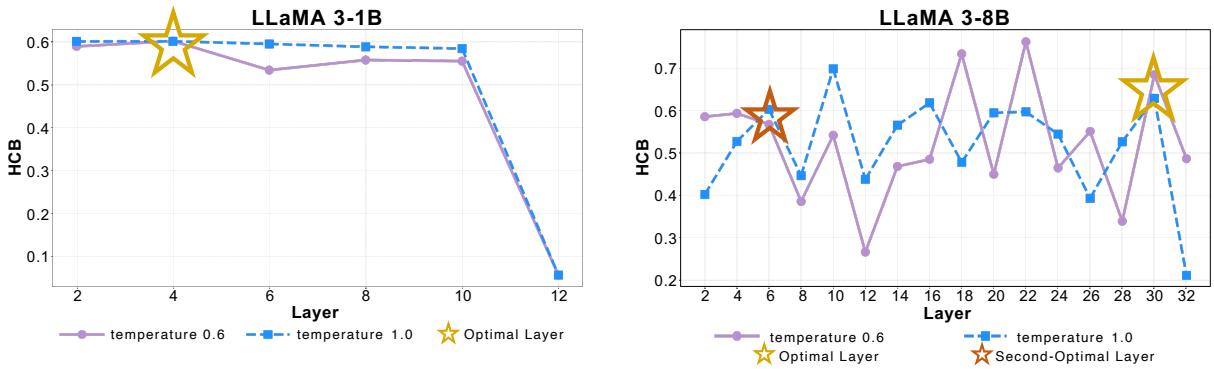 LLaMA 3-1B
HCB
0.6
0.5
0.4
0.3
0.2
0.1
2 4 6 8 10 12
Layer
temperature 0.6 temperature 1.0 Optimal Layer
LLaMA 3-8B
HCB
0.7
0.6
0.5
0.4
0.3
0.2
2 4 6 8 10 12 14 16 18 20 22 24 26 28 30 32
Layer
temperature 0.6 temperature 1.0
Optimal Layer Second-Optimal Layer